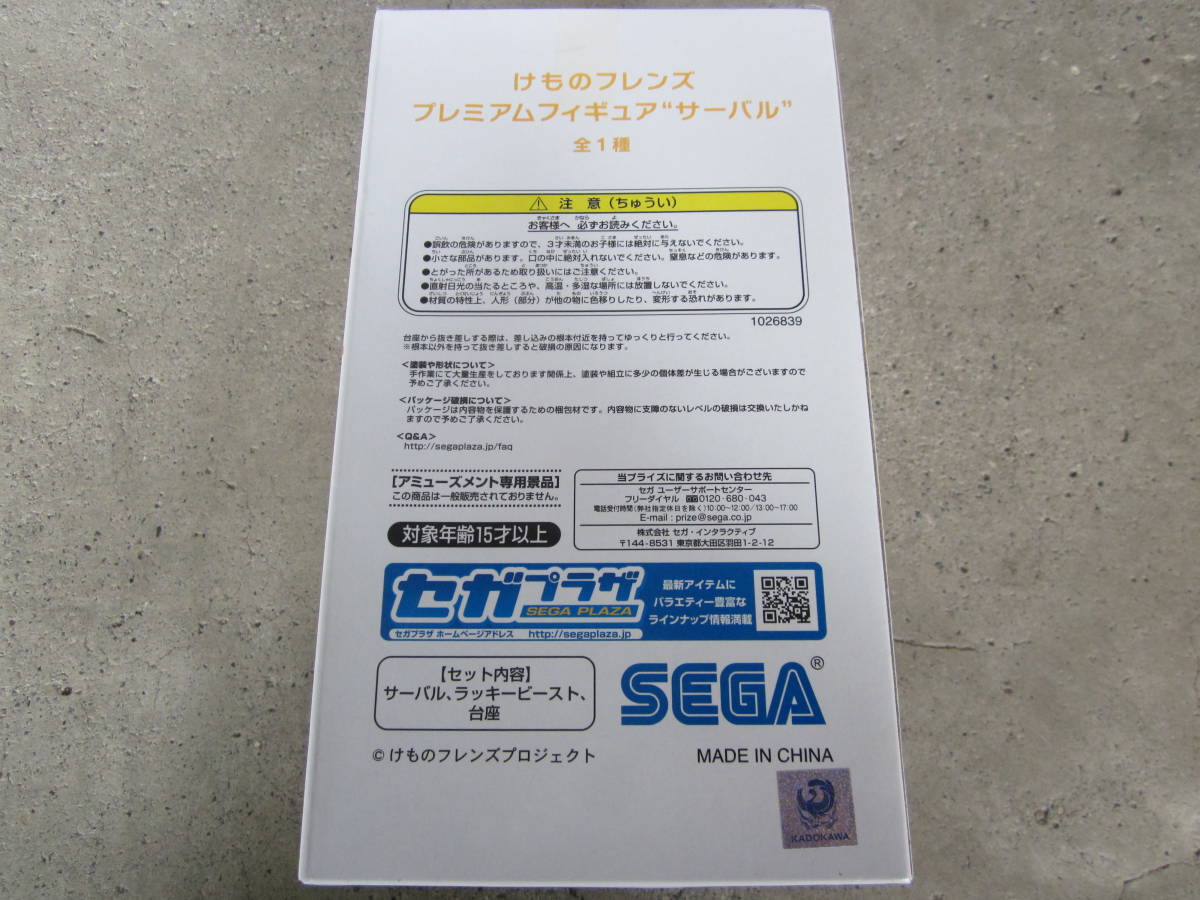 けものフレンズ
プレミアムフィギュア“サーバル”
全1種
⚠ 注 意(ちゅうい)
お客様へ 必ずお読みください。
●誤飲の危険がありますので、3才未満のお子様には絶対に与えないでください。
●小さな部品があります。口の中に絶対入れないでください。窒息などの危険があります。
●とがった所があるため取り扱いにはご注意ください。
●直射日光の当たるところや、高温・多湿な場所には放置しないでください。
●材質の特性上、人形(部分)が他の物に色移りしたり、変形する恐れがあります。
1026839
台座から抜き差しする際は、差し込みの根本付近を持ってゆっくりと行ってください。
※根本以外を持って抜き差しすると破損の原因になります。
<塗装や形状について>
手作業にて大量生産をしております関係上、塗装や組立に多少の個体差が生じる場合がございますので
予めご了承ください。
<パッケージ破損について>
パッケージは内容物を保護するための梱包材です。内容物に支障のないレベルの破損は交換いたしかね
ますので予めご了承ください。
<Q&A>
http://segaplaza.jp/faq
[アミューズメント専用景品]
この商品は一般販売されておりません。
対象年齢15才以上
当プライズに関するお問い合わせ先
セガ ユーザーサポートセンター
フリーダイヤル 0120-680-043
電話受付時間(弊社指定休日を除く)10:00~12:00/13:00~17:00
E-mail : prize@sega.co.jp
株式会社 セガ・インタラクティブ
〒144-8531 東京都大田区羽田1-2-12
セガプラザ
SEGA PLAZA
最新アイテムに
バラエティー豊富な
ラインナップ情報満載
セガプラザ ホームページアドレス http://segaplaza.jp
【セット内容】
サーバル、ラッキービースト、
台座
SEGA®
© けものフレンズプロジェクト
MADE IN CHINA
KADOKAWA